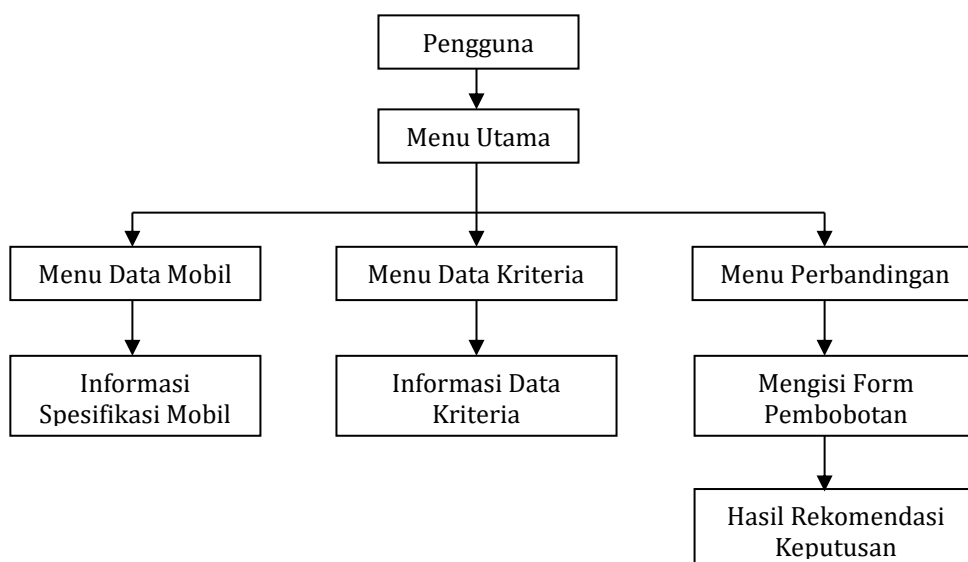 Pengguna
Menu Utama
Menu Data Mobil
Menu Data Kriteria
Menu Perbandingan
Informasi
Spesifikasi Mobil
Informasi Data
Kriteria
Mengisi Form
Pembobotan
Hasil Rekomendasi
Keputusan